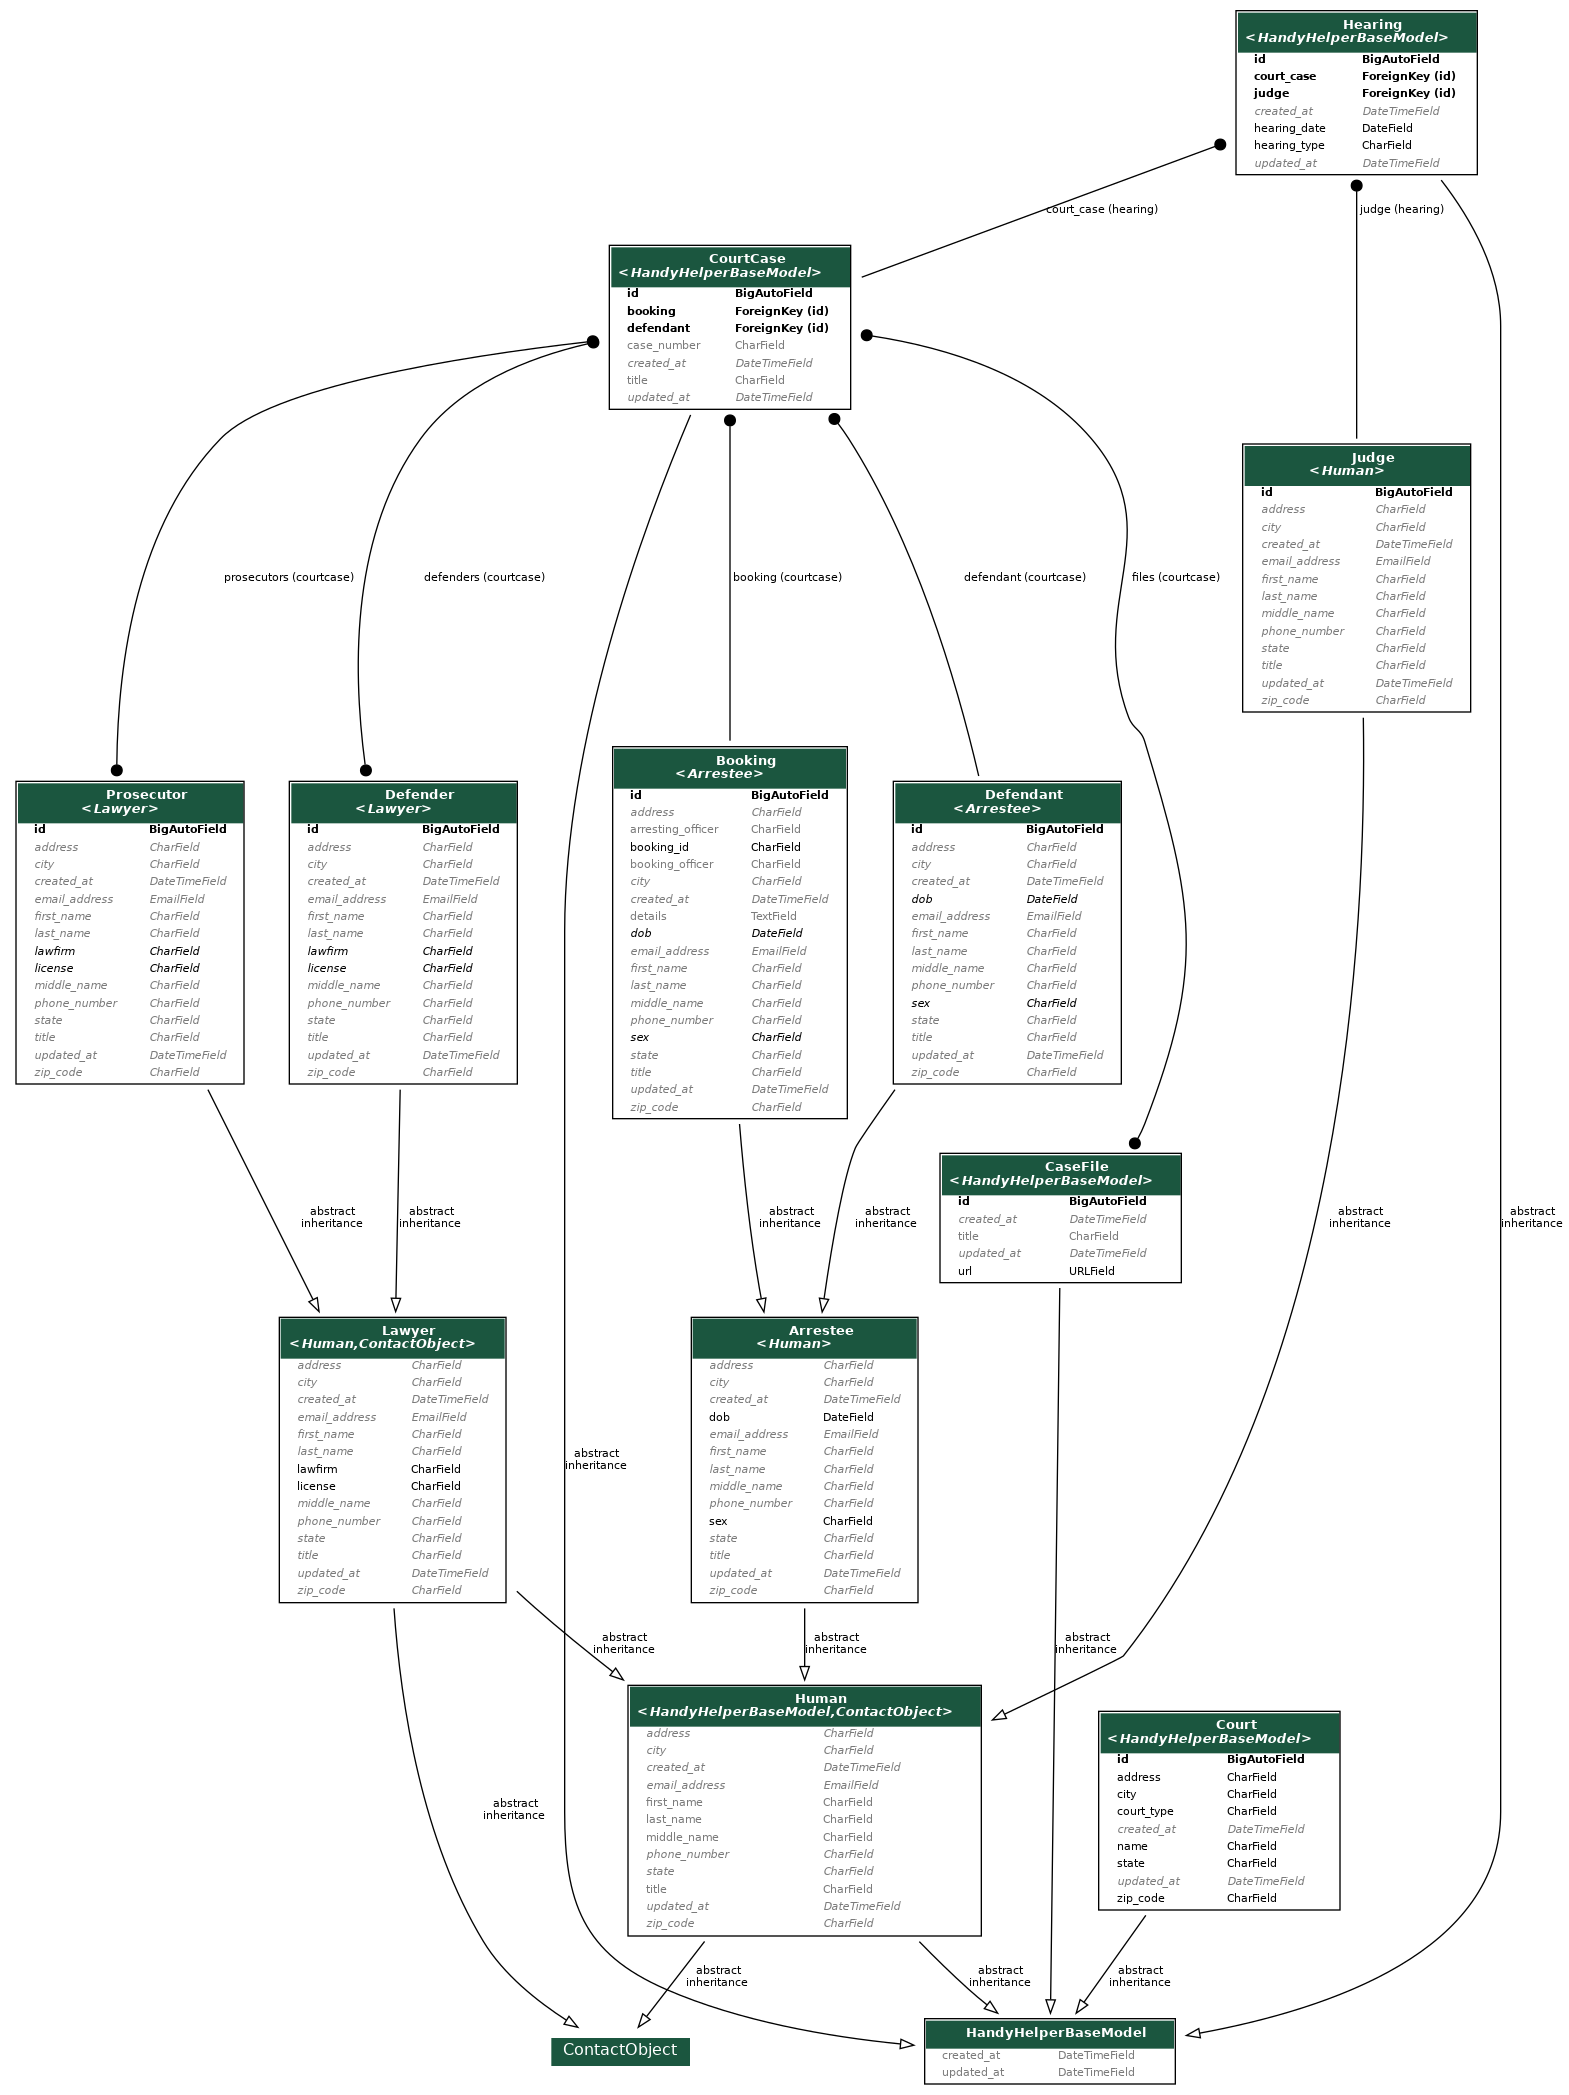 Hearing
<HandyHelperBaseModel>
id BigAutoField
court_case ForeignKey (id)
judge ForeignKey (id)
created_at DateTimeField
hearing_date DateField
hearing_type CharField
updated_at DateTimeField
court_case (hearing)
judge (hearing)
CourtCase
<HandyHelperBaseModel>
id BigAutoField
booking ForeignKey (id)
defendant ForeignKey (id)
case_number CharField
created_at DateTimeField
title CharField
updated_at DateTimeField
Judge
<Human>
id BigAutoField
address CharField
city CharField
created_at DateTimeField
email_address EmailField
first_name CharField
last_name CharField
middle_name CharField
phone_number CharField
state CharField
title CharField
updated_at DateTimeField
zip_code CharField
prosecutors (courtcase)
defenders (courtcase)
booking (courtcase)
defendant (courtcase)
files (courtcase)
Prosecutor
<Lawyer>
id BigAutoField
address CharField
city CharField
created_at DateTimeField
email_address EmailField
first_name CharField
last_name CharField
lawfirm CharField
license CharField
middle_name CharField
phone_number CharField
state CharField
title CharField
updated_at DateTimeField
zip_code CharField
Defender
<Lawyer>
id BigAutoField
address CharField
city CharField
created_at DateTimeField
email_address EmailField
first_name CharField
last_name CharField
lawfirm CharField
license CharField
middle_name CharField
phone_number CharField
state CharField
title CharField
updated_at DateTimeField
zip_code CharField
Booking
<Arrestee>
id BigAutoField
address CharField
arresting_officer CharField
booking_id CharField
booking_officer CharField
city CharField
created_at DateTimeField
details TextField
dob DateField
email_address EmailField
first_name CharField
last_name CharField
middle_name CharField
phone_number CharField
sex CharField
state CharField
title CharField
updated_at DateTimeField
zip_code CharField
Defendant
<Arrestee>
id BigAutoField
address CharField
city CharField
created_at DateTimeField
dob DateField
email_address EmailField
first_name CharField
last_name CharField
middle_name CharField
phone_number CharField
sex CharField
state CharField
title CharField
updated_at DateTimeField
zip_code CharField
CaseFile
<HandyHelperBaseModel>
id BigAutoField
created_at DateTimeField
title CharField
updated_at DateTimeField
url URLField
abstract
inheritance
abstract
inheritance
abstract
inheritance
abstract
inheritance
abstract
inheritance
abstract
inheritance
Lawyer
<Human,ContactObject>
address CharField
city CharField
created_at DateTimeField
email_address EmailField
first_name CharField
last_name CharField
lawfirm CharField
license CharField
middle_name CharField
phone_number CharField
state CharField
title CharField
updated_at DateTimeField
zip_code CharField
abstract
inheritance
Arrestee
<Human>
address CharField
city CharField
created_at DateTimeField
dob DateField
email_address EmailField
first_name CharField
last_name CharField
middle_name CharField
phone_number CharField
sex CharField
state CharField
title CharField
updated_at DateTimeField
zip_code CharField
abstract
inheritance
abstract
inheritance
abstract
inheritance
Human
<HandyHelperBaseModel,ContactObject>
address CharField
city CharField
created_at DateTimeField
email_address EmailField
first_name CharField
last_name CharField
middle_name CharField
phone_number CharField
state CharField
title CharField
updated_at DateTimeField
zip_code CharField
Court
<HandyHelperBaseModel>
id BigAutoField
address CharField
city CharField
court_type CharField
created_at DateTimeField
name CharField
state CharField
updated_at DateTimeField
zip_code CharField
abstract
inheritance
abstract
inheritance
abstract
inheritance
abstract
inheritance
ContactObject
HandyHelperBaseModel
created_at DateTimeField
updated_at DateTimeField